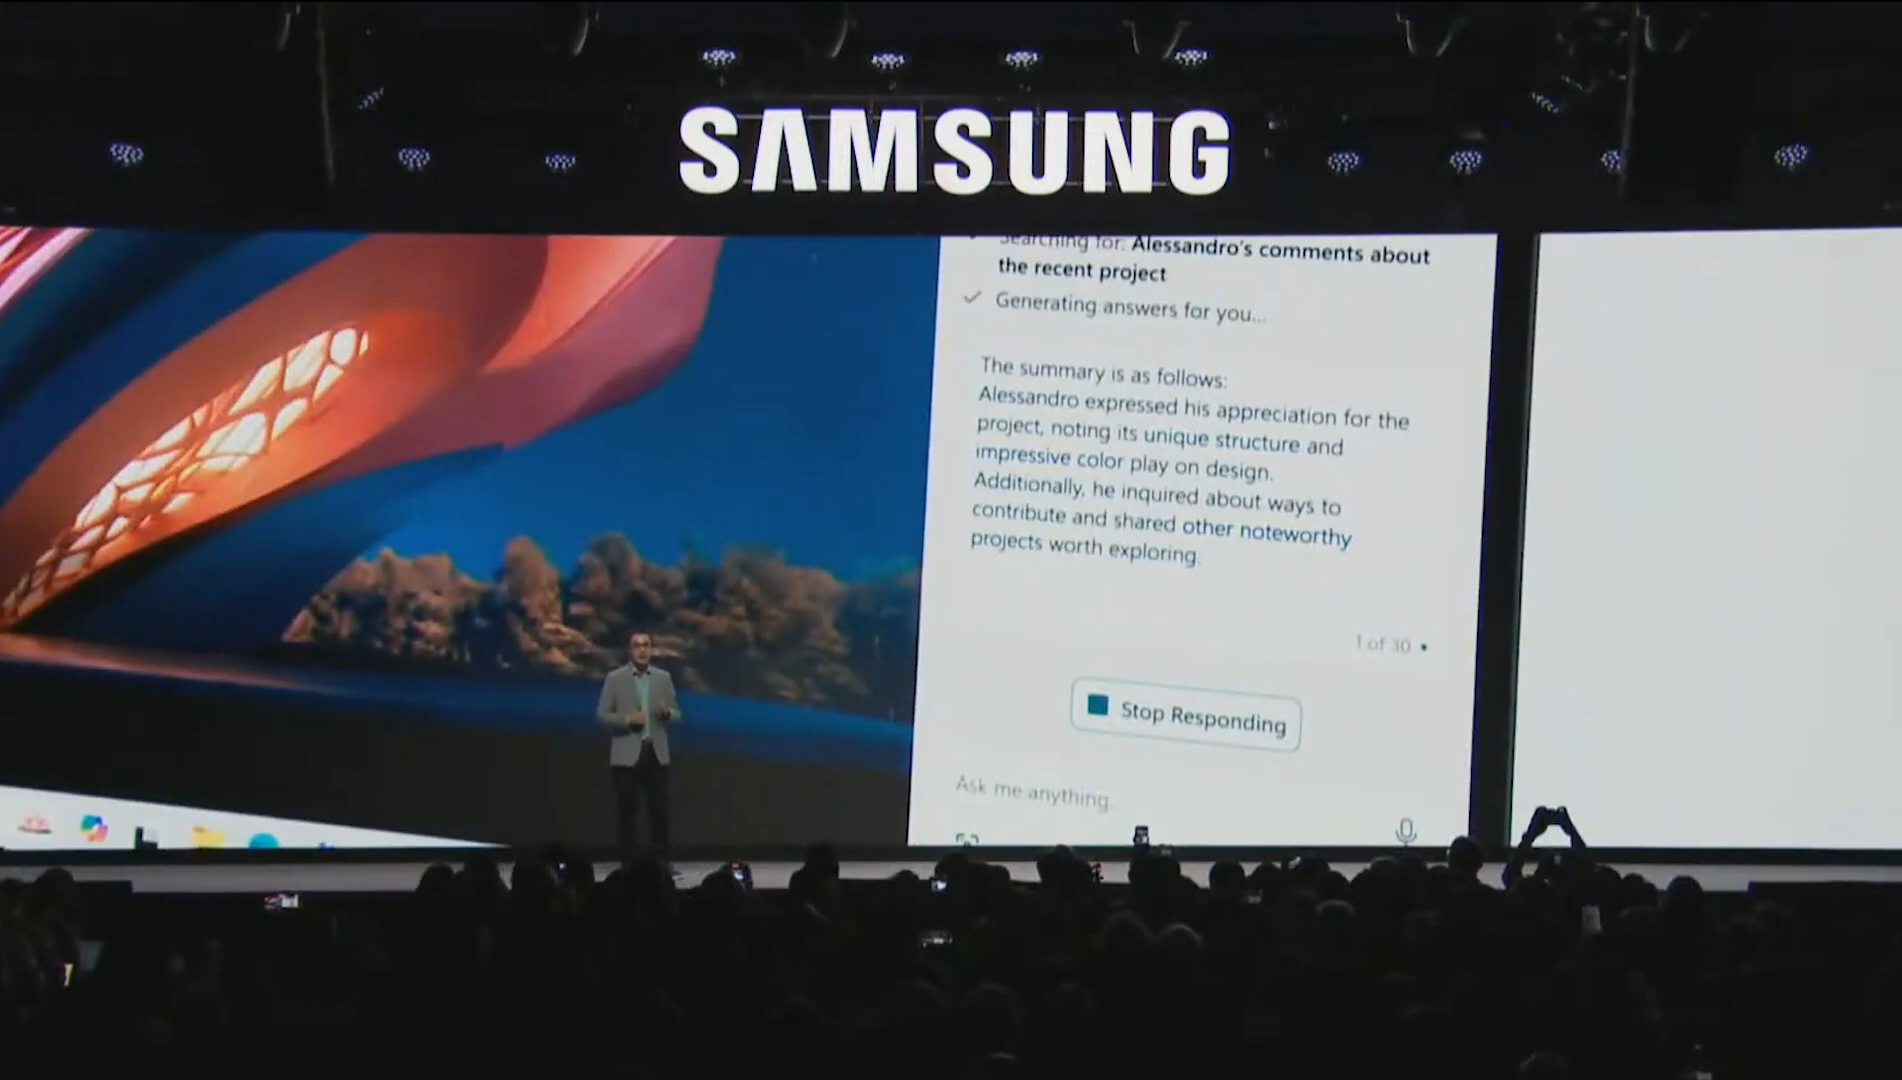 SAMSUNG
Searching for: Alessandro's comments about
the recent project
Generating answers for you...
The summary is as follows:
Alessandro expressed his appreciation for the
project, noting its unique structure and
impressive color play on design.
Additionally, he inquired about ways to
contribute and shared other noteworthy
projects worth exploring.
1 of 30
Stop Responding
Ask me anything...